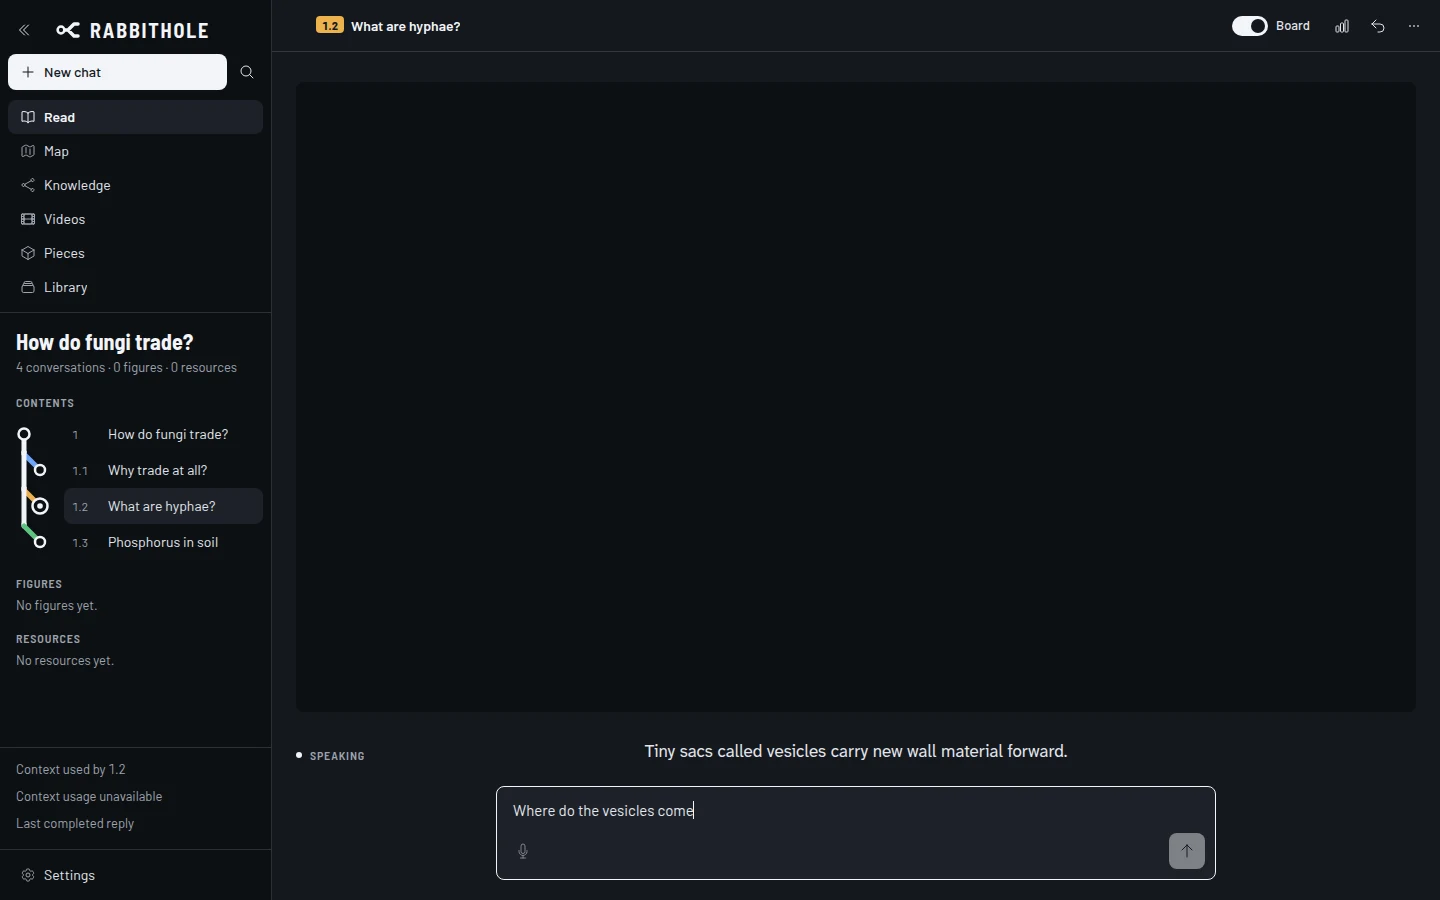 RABBITHOLE
New chat
Read
Map
Knowledge
Videos
Pieces
Library
How do fungi trade?
4 conversations · 0 figures · 0 resources
CONTENTS
1 How do fungi trade?
1.1 Why trade at all?
1.2 What are hyphae?
1.3 Phosphorus in soil
FIGURES
No figures yet.
RESOURCES
No resources yet.
Context used by 1.2
Context usage unavailable
Last completed reply
Settings
1.2 What are hyphae?
Board
SPEAKING
Tiny sacs called vesicles carry new wall material forward.
Where do the vesicles come